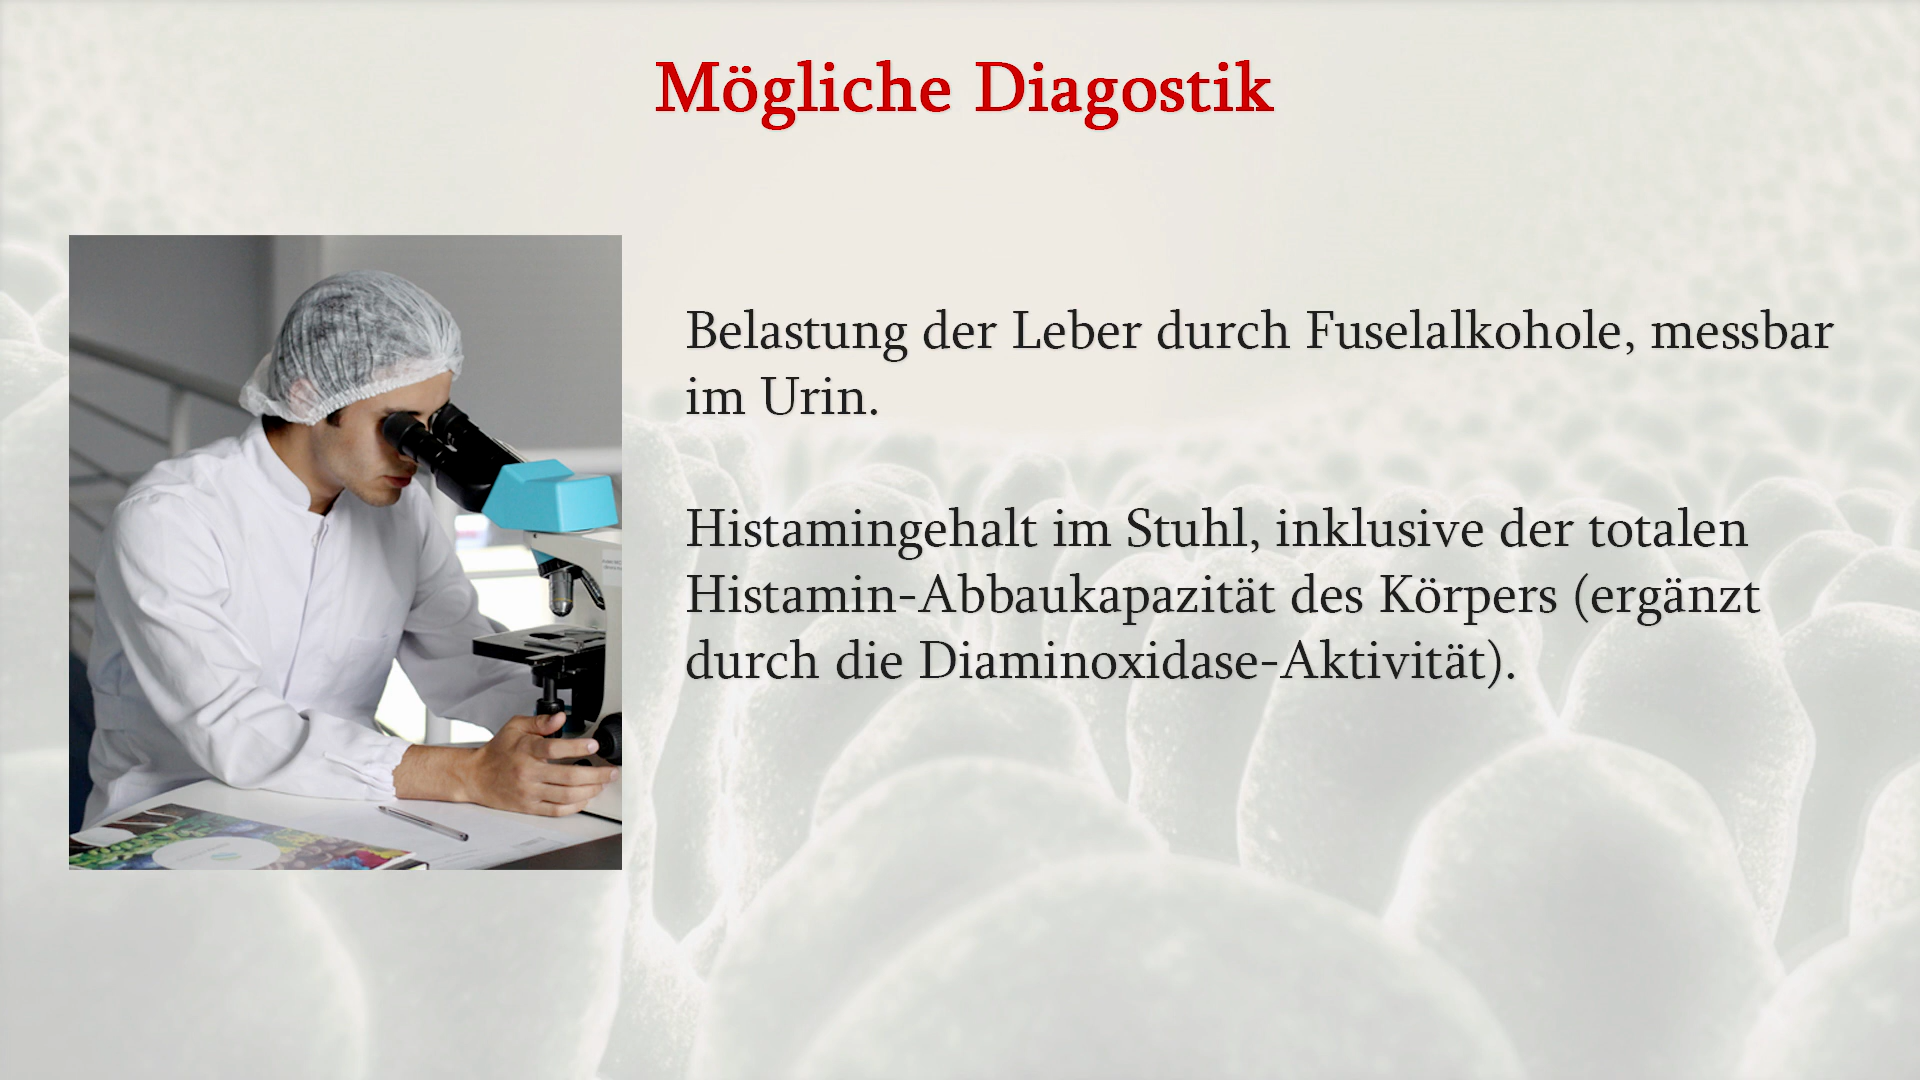 Mögliche Diagostik
Belastung der Leber durch Fuselalkohole, messbar
im Urin.
Histamingehalt im Stuhl, inklusive der totalen
Histamin-Abbaukapazität des Körpers (ergänzt
durch die Diaminoxidase-Aktivität).